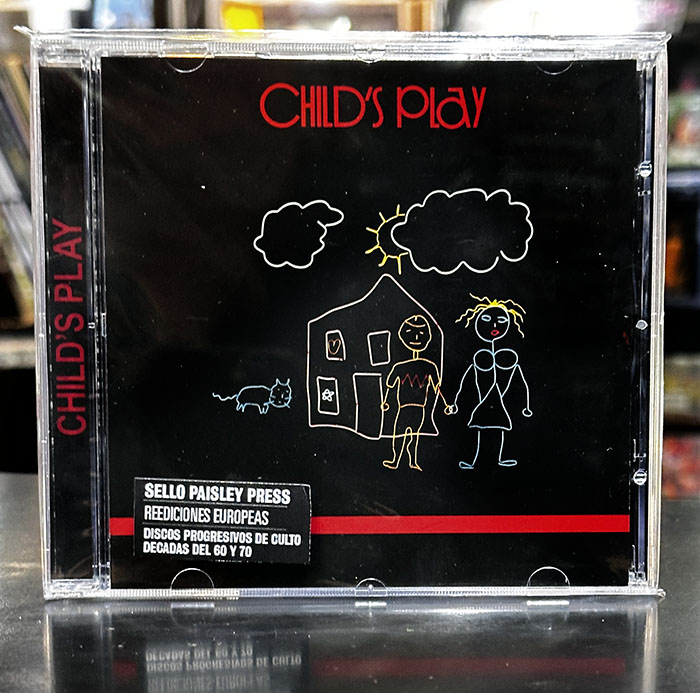 CHILD'S PLAY
CHILD'S PLAY
SELLO PAISLEY PRESS
REEDICIONES EUROPEAS
DISCOS PROGRESIVOS DE CULTO
DECADAS DEL 60 Y 70